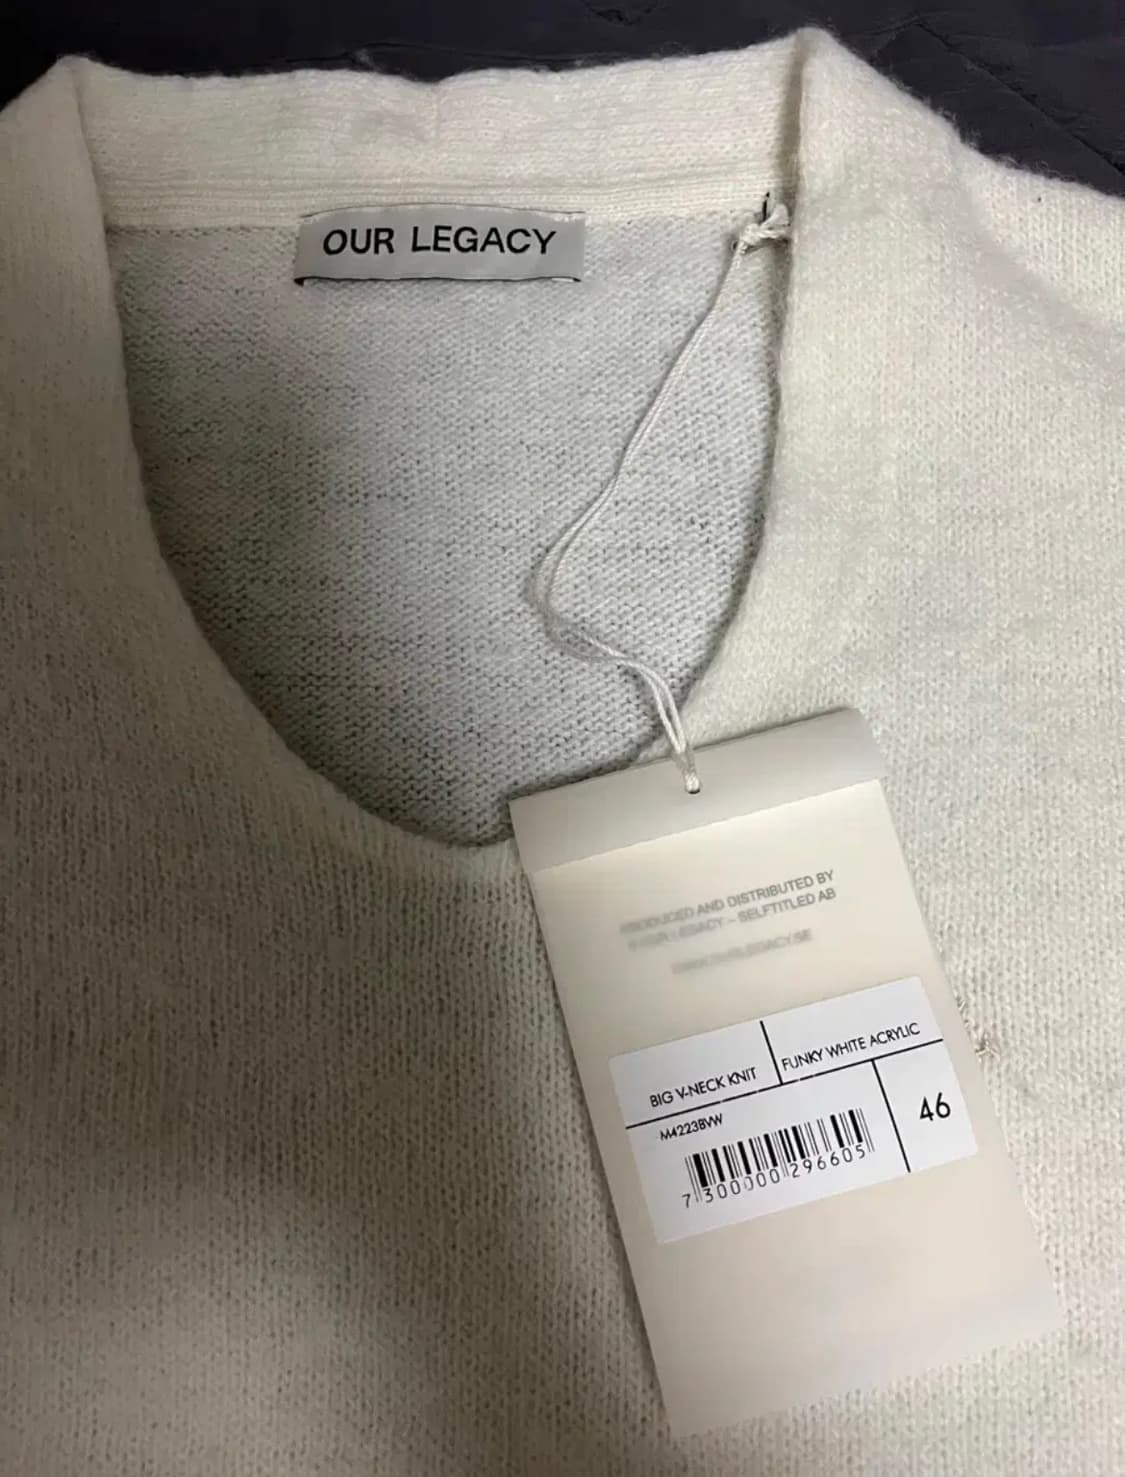 OUR LEGACY
PRODUCED AND DISTRIBUTED BY
OUR LEGACY – SELFTITLED AB
BIG V-NECK KNIT
FUNKY WHITE ACRYLIC
M4223BVW
46
7 300000 296605